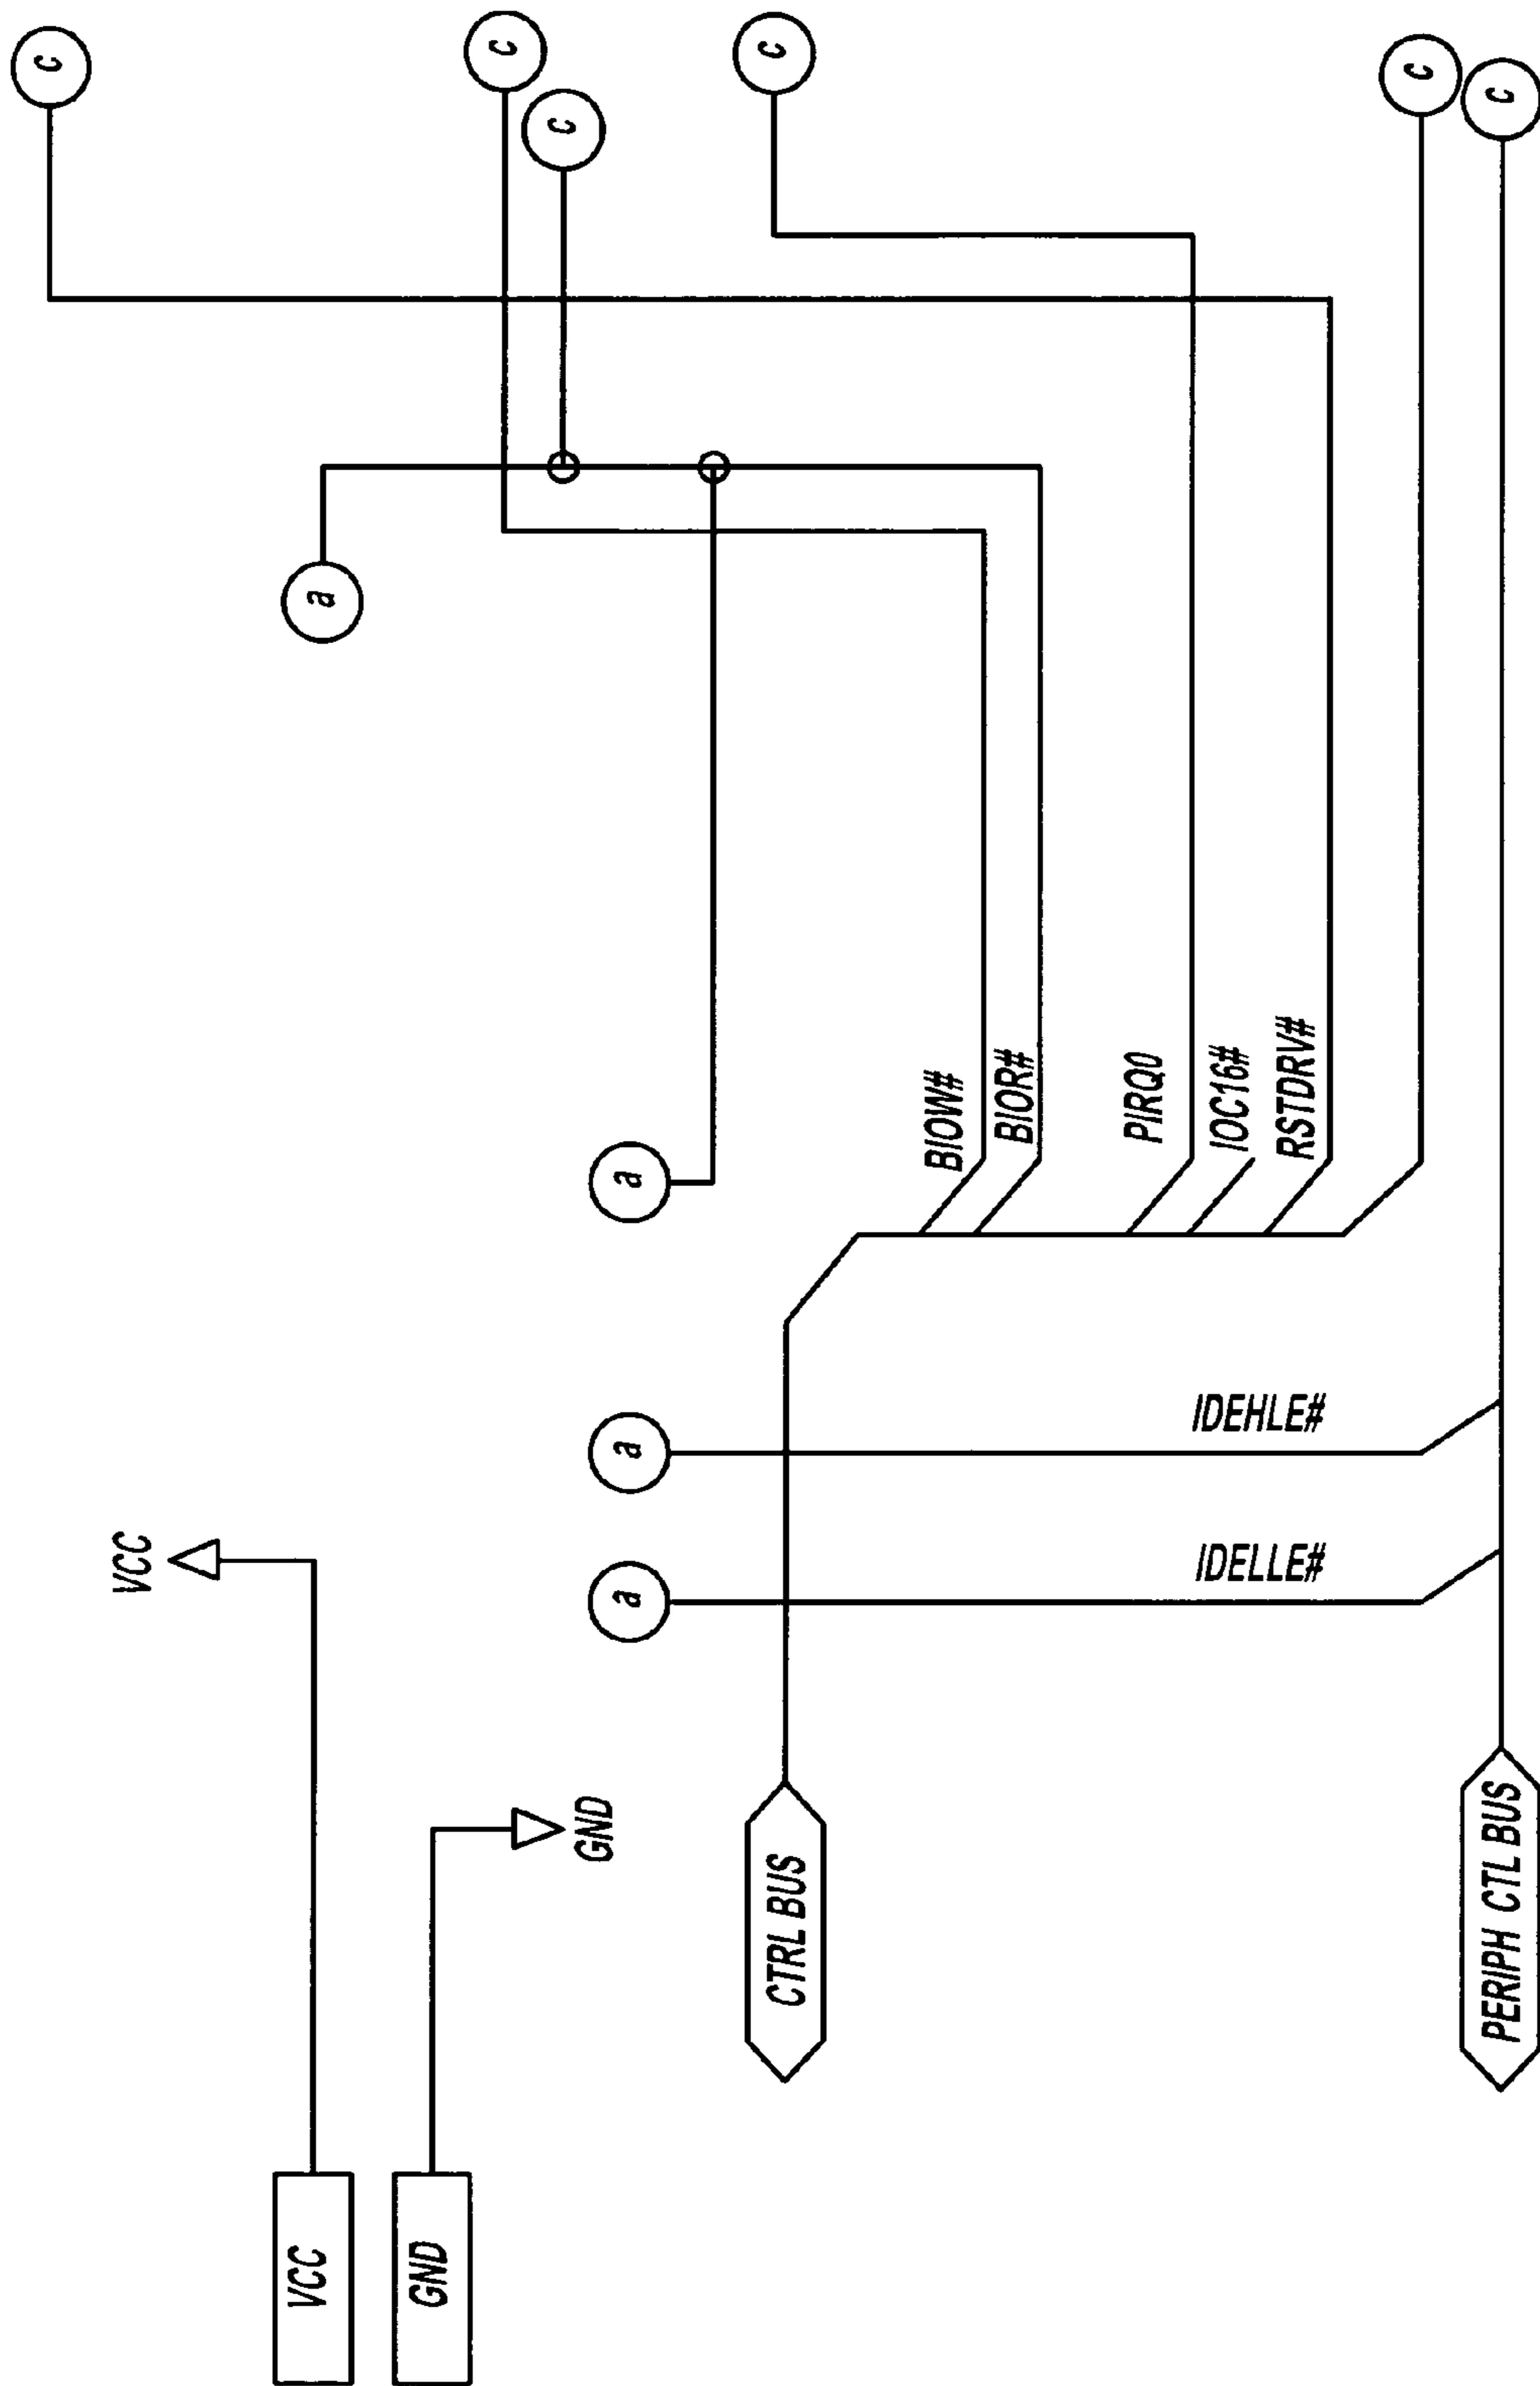 VCC
VCC
GND
GND
a
a
a
a
c
c
c
c
c
c
CTRL BUS
BIOW#
BIOR#
PIRQ0
IOC16#
RSTDRV#
IDELLE#
IDEHLE#
PERIPH CTL BUS